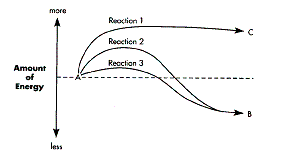 more
Reaction 1
C
Reaction 2
Amount
of
Energy
Reaction 3
A
B
less